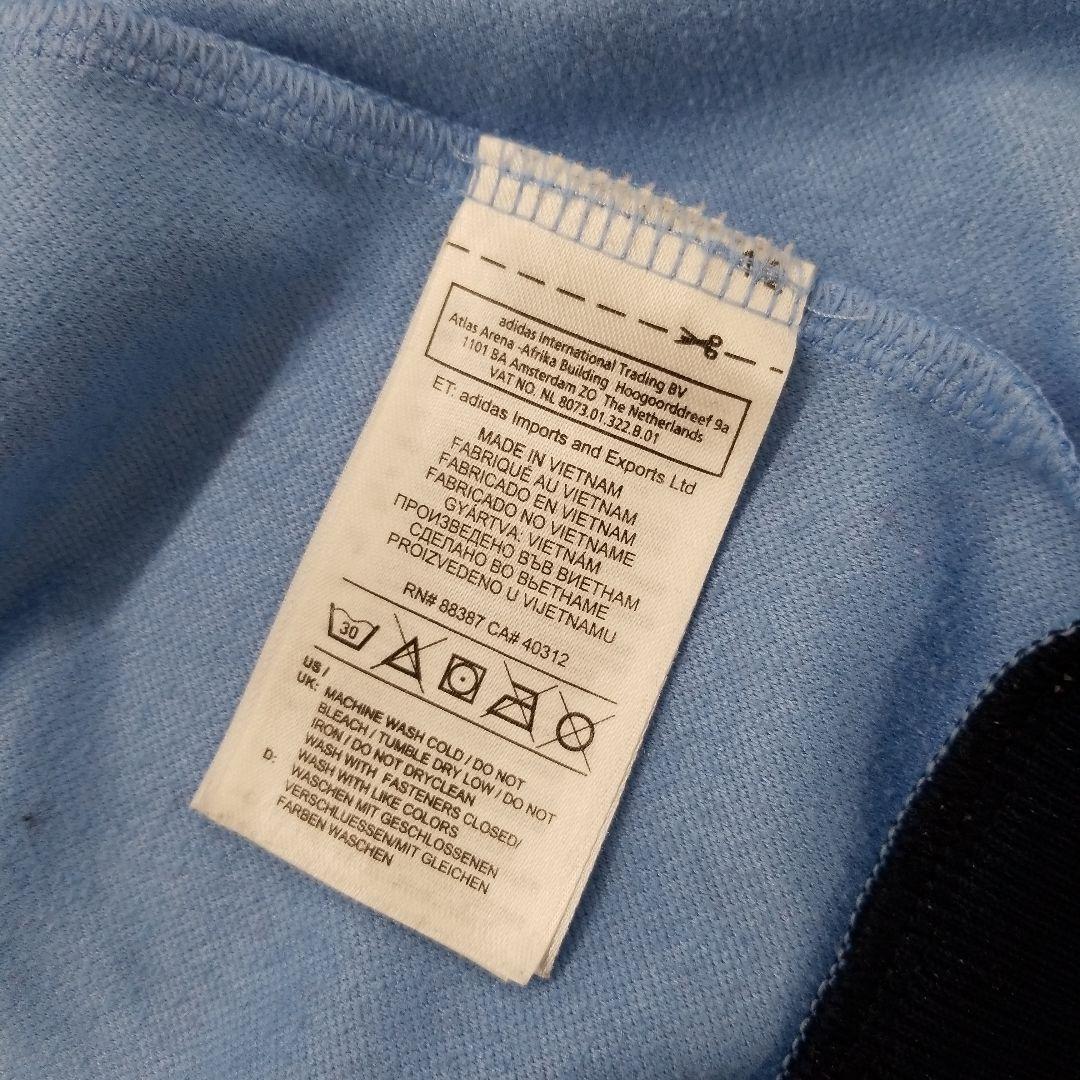 12
adidas International Trading BV
Atlas Arena -Afrika Building Hoogoorddreef 9a
1101 BA Amsterdam ZO The Netherlands
VAT NO. NL 8073.01.322.B.01
ET: adidas Imports and Exports Ltd
MADE IN VIETNAM
FABRIQUÉ AU VIETNAM
FABRICADO EN VIETNAM
FABRICADO NO VIETNAME
GYÁRTVA: VIETNÁM
ПРОИЗВЕДЕНО ВЪВ ВИЕТНАМ
СДЕЛАНО ВО ВЬЕТНАМЕ
PROIZVEDENO U VIJETNAMU
RN# 88387 CA# 40312
30
US /
UK: MACHINE WASH COLD / DO NOT
BLEACH / TUMBLE DRY LOW / DO NOT
IRON / DO NOT DRYCLEAN
WASH WITH FASTENERS CLOSED/
WASH WITH LIKE COLORS
D: WASCHEN MIT GESCHLOSSENEN
VERSCHLUESSEN/MIT GLEICHEN
FARBEN WASCHEN